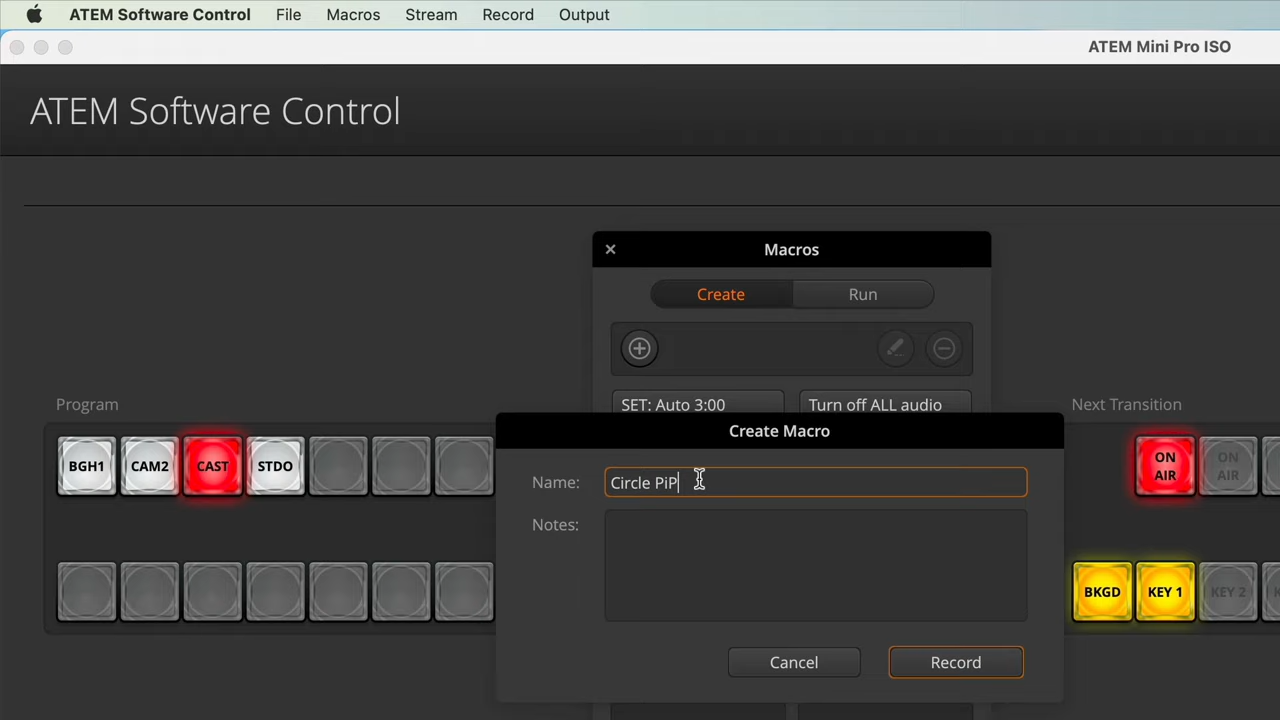 ATEM Software Control File Macros Stream Record Output
ATEM Mini Pro ISO
ATEM Software Control
Macros
Create Run
SET: Auto 3:00 Turn off ALL audio
Program
Next Transition
Create Macro
BGH1 CAM2 CAST STDO
ON AIR
ON AIR
Name: Circle PiP
Notes:
BKGD KEY 1 KEY 2
Cancel Record